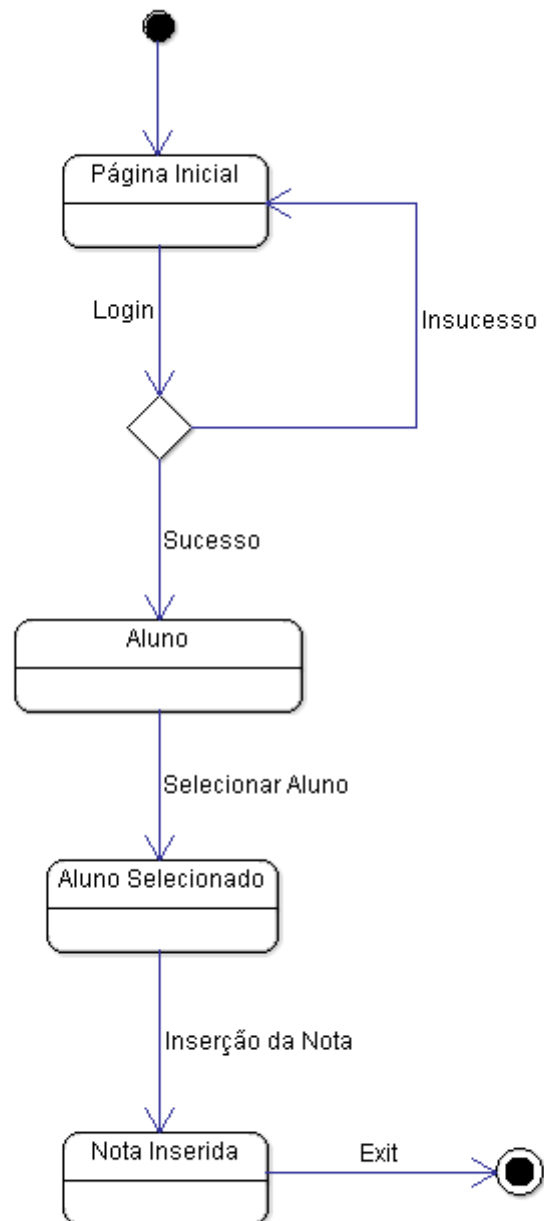 Página Inicial
Login
Insucesso
Sucesso
Aluno
Selecionar Aluno
Aluno Selecionado
Inserção da Nota
Nota Inserida
Exit